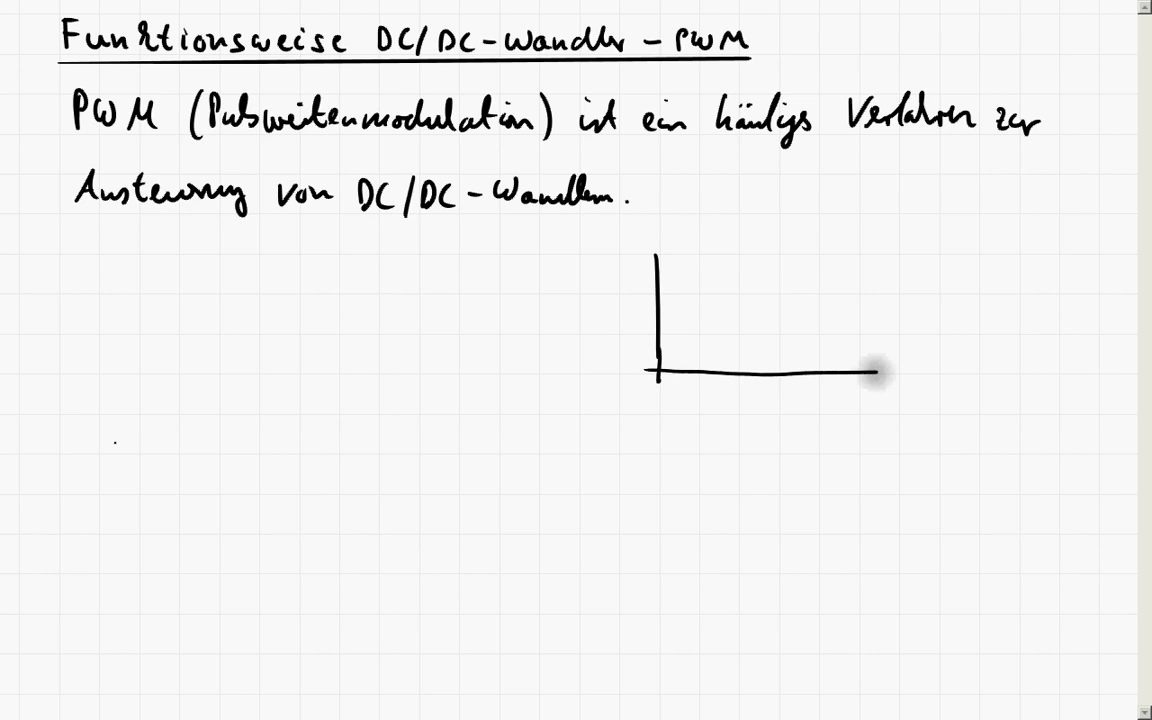 Funktionsweise DC/DC-Wandler - PWM
PWM (Pulsweitenmodulation) ist ein häufiges Verfahren zur
Ansteuerung von DC/DC-Wandlern.